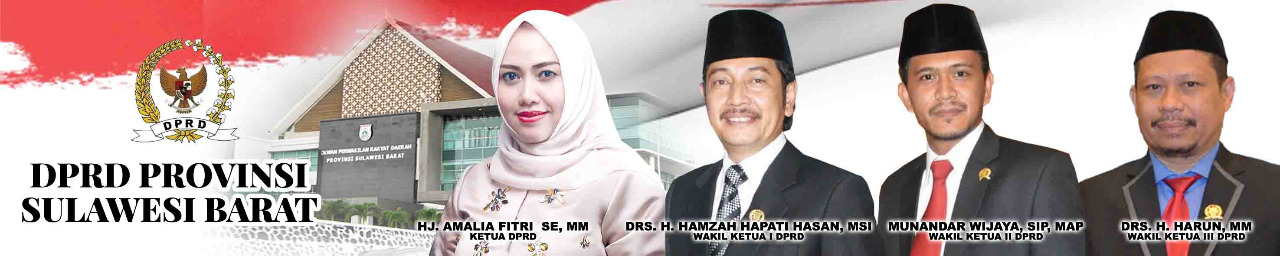 DPRD
DPRD PROVINSI
SULAWESI BARAT
DEWAN PERWAKILAN RAKYAT DAERAH
PROVINSI SULAWESI BARAT
HJ. AMALIA FITRI SE, MM
KETUA DPRD
DRS. H. HAMZAH HAPATI HASAN, MSI
WAKIL KETUA I DPRD
MUNANDAR WIJAYA, SIP, MAP
WAKIL KETUA II DPRD
DRS. H. HARUN, MM
WAKIL KETUA III DPRD